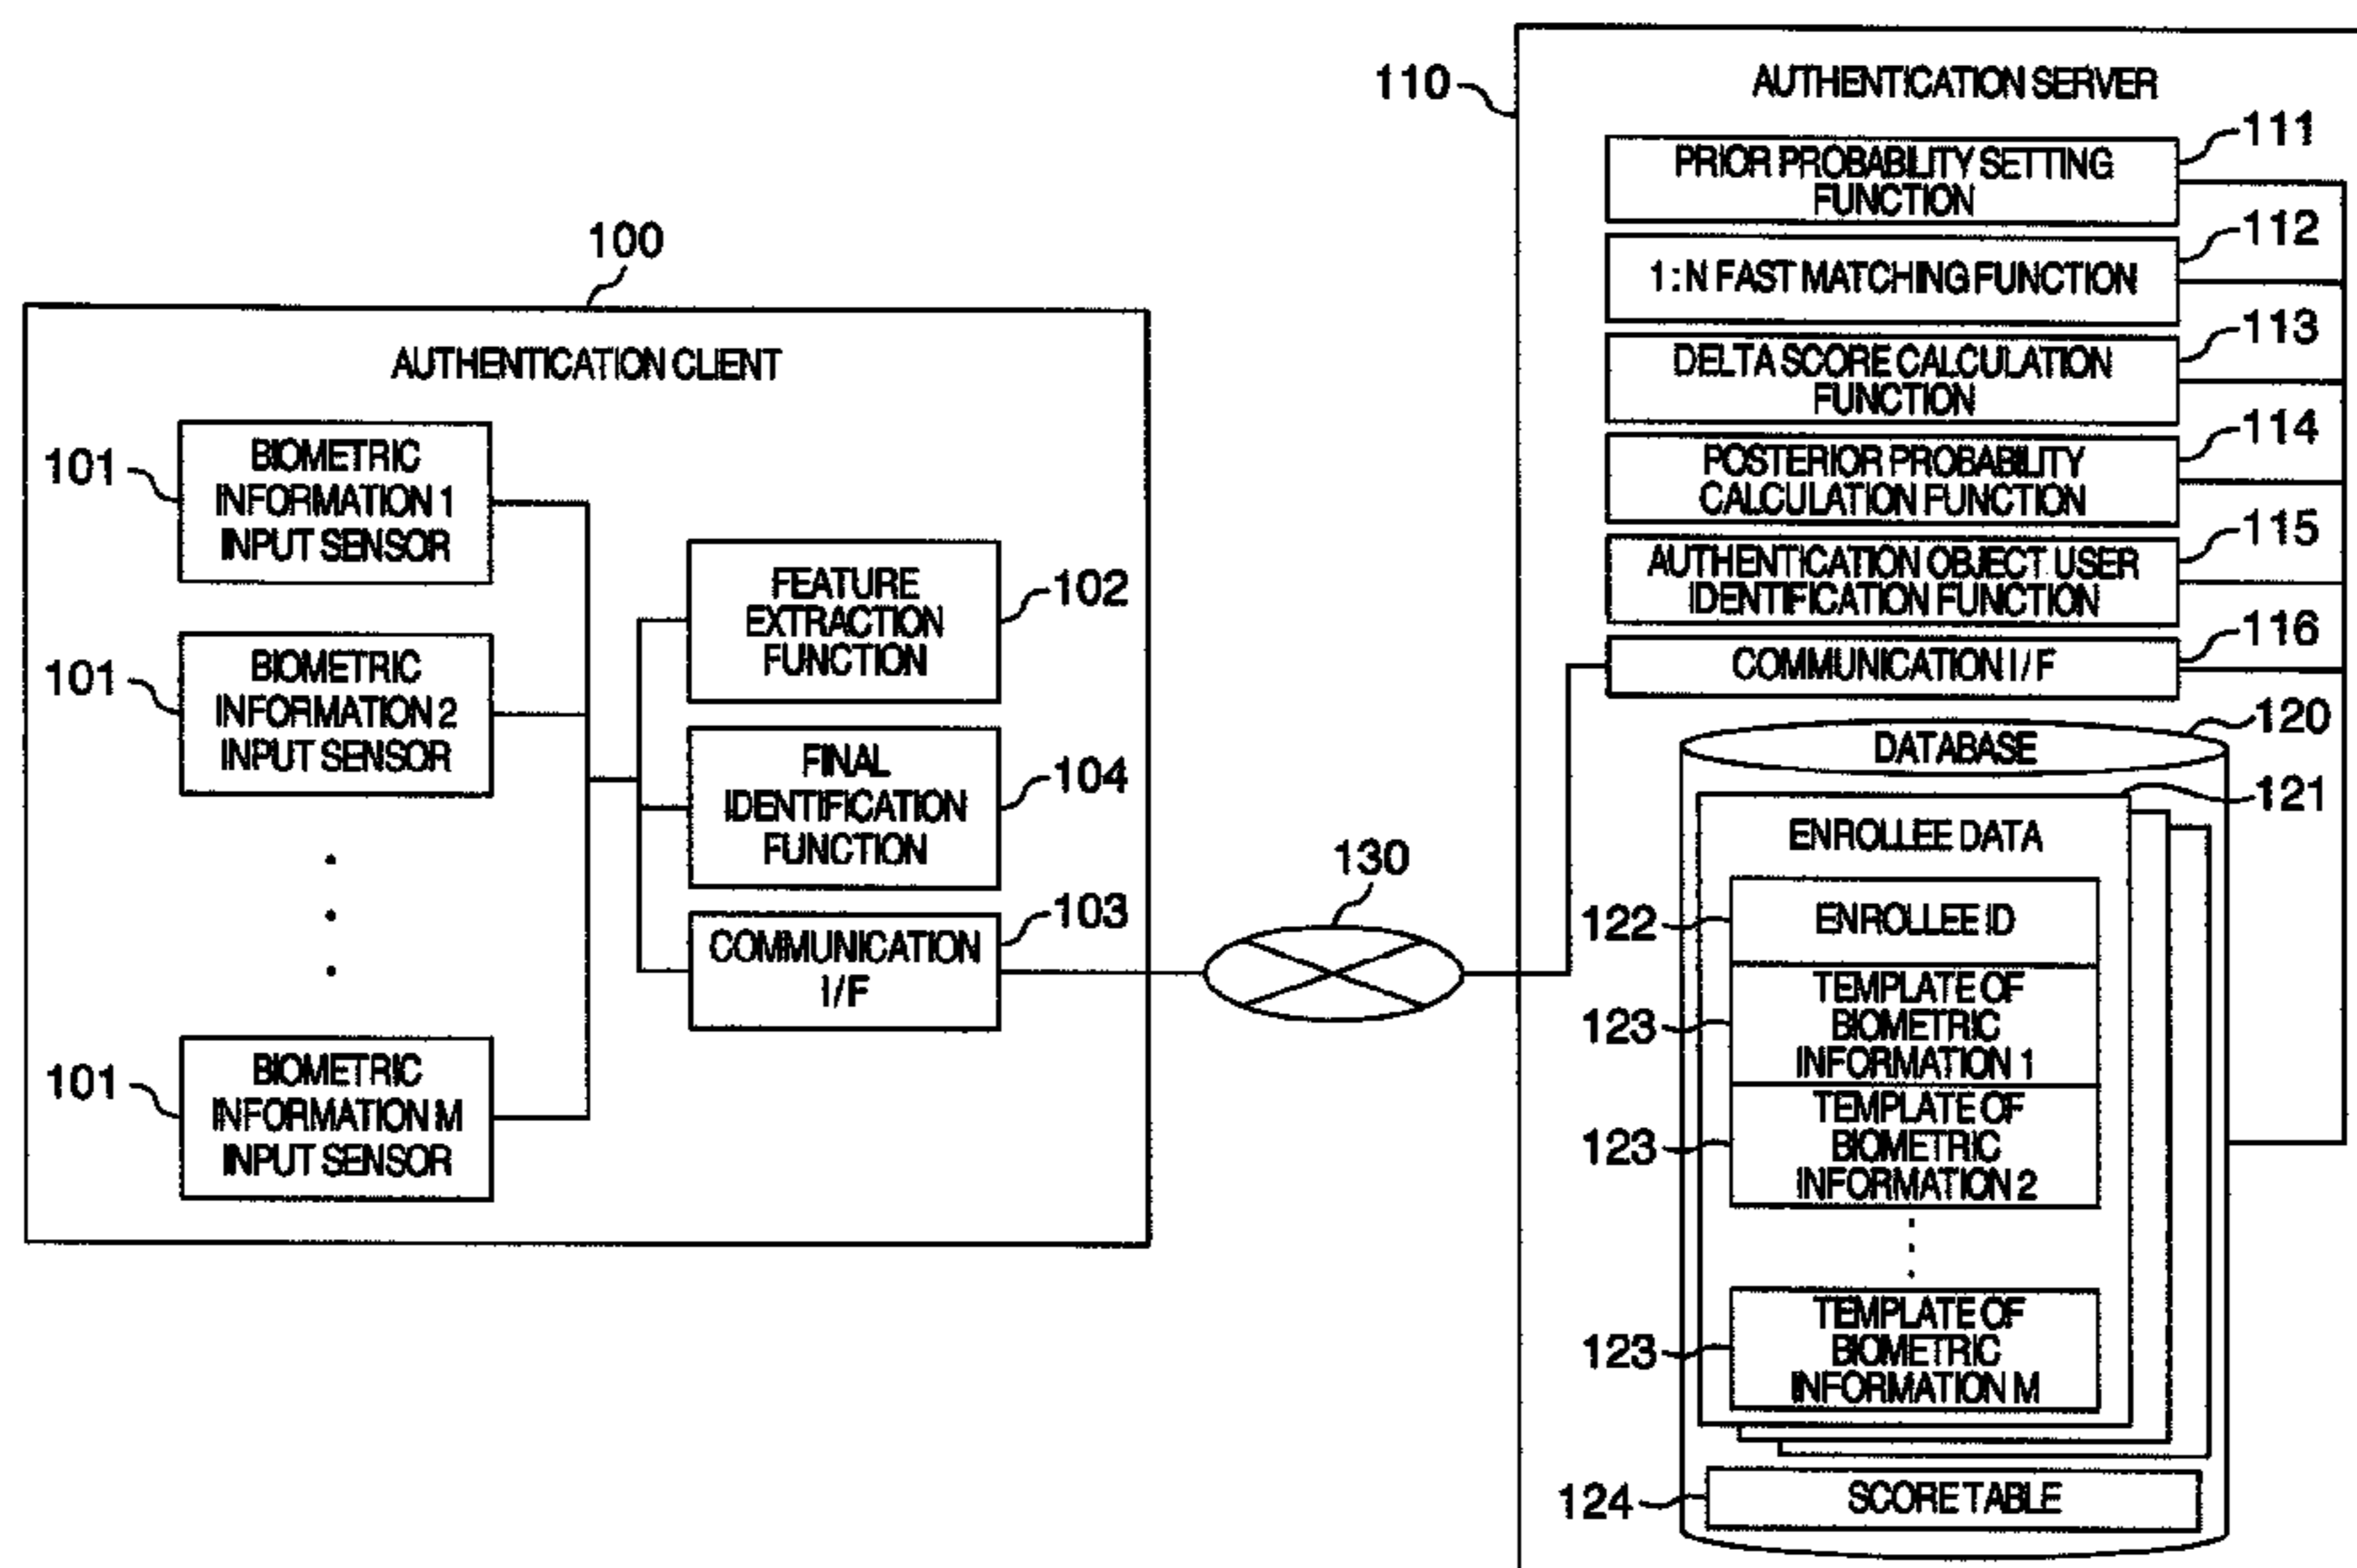 100
AUTHENTICATION CLIENT
101
BIOMETRIC
INFORMATION 1
INPUT SENSOR
101
BIOMETRIC
INFORMATION 2
INPUT SENSOR
101
BIOMETRIC
INFORMATION M
INPUT SENSOR
FEATURE
EXTRACTION
FUNCTION
102
FINAL
IDENTIFICATION
FUNCTION
104
COMMUNICATION
I/F
103
130
110
AUTHENTICATION SERVER
PRIOR PROBABILITY SETTING
FUNCTION
111
1 : N FAST MATCHING FUNCTION
112
DELTA SCORE CALCULATION
FUNCTION
113
POSTERIOR PROBABILITY
CALCULATION FUNCTION
114
AUTHENTICATION OBJECT USER
IDENTIFICATION FUNCTION
115
COMMUNICATION I / F
116
DATABASE
120
121
ENROLLEE DATA
122
ENROLLEE ID
123
TEMPLATE OF
BIOMETRIC
INFORMATION 1
123
TEMPLATE OF
BIOMETRIC
INFORMATION 2
123
TEMPLATE OF
BIOMETRIC
INFORMATION M
124
SCORE TABLE